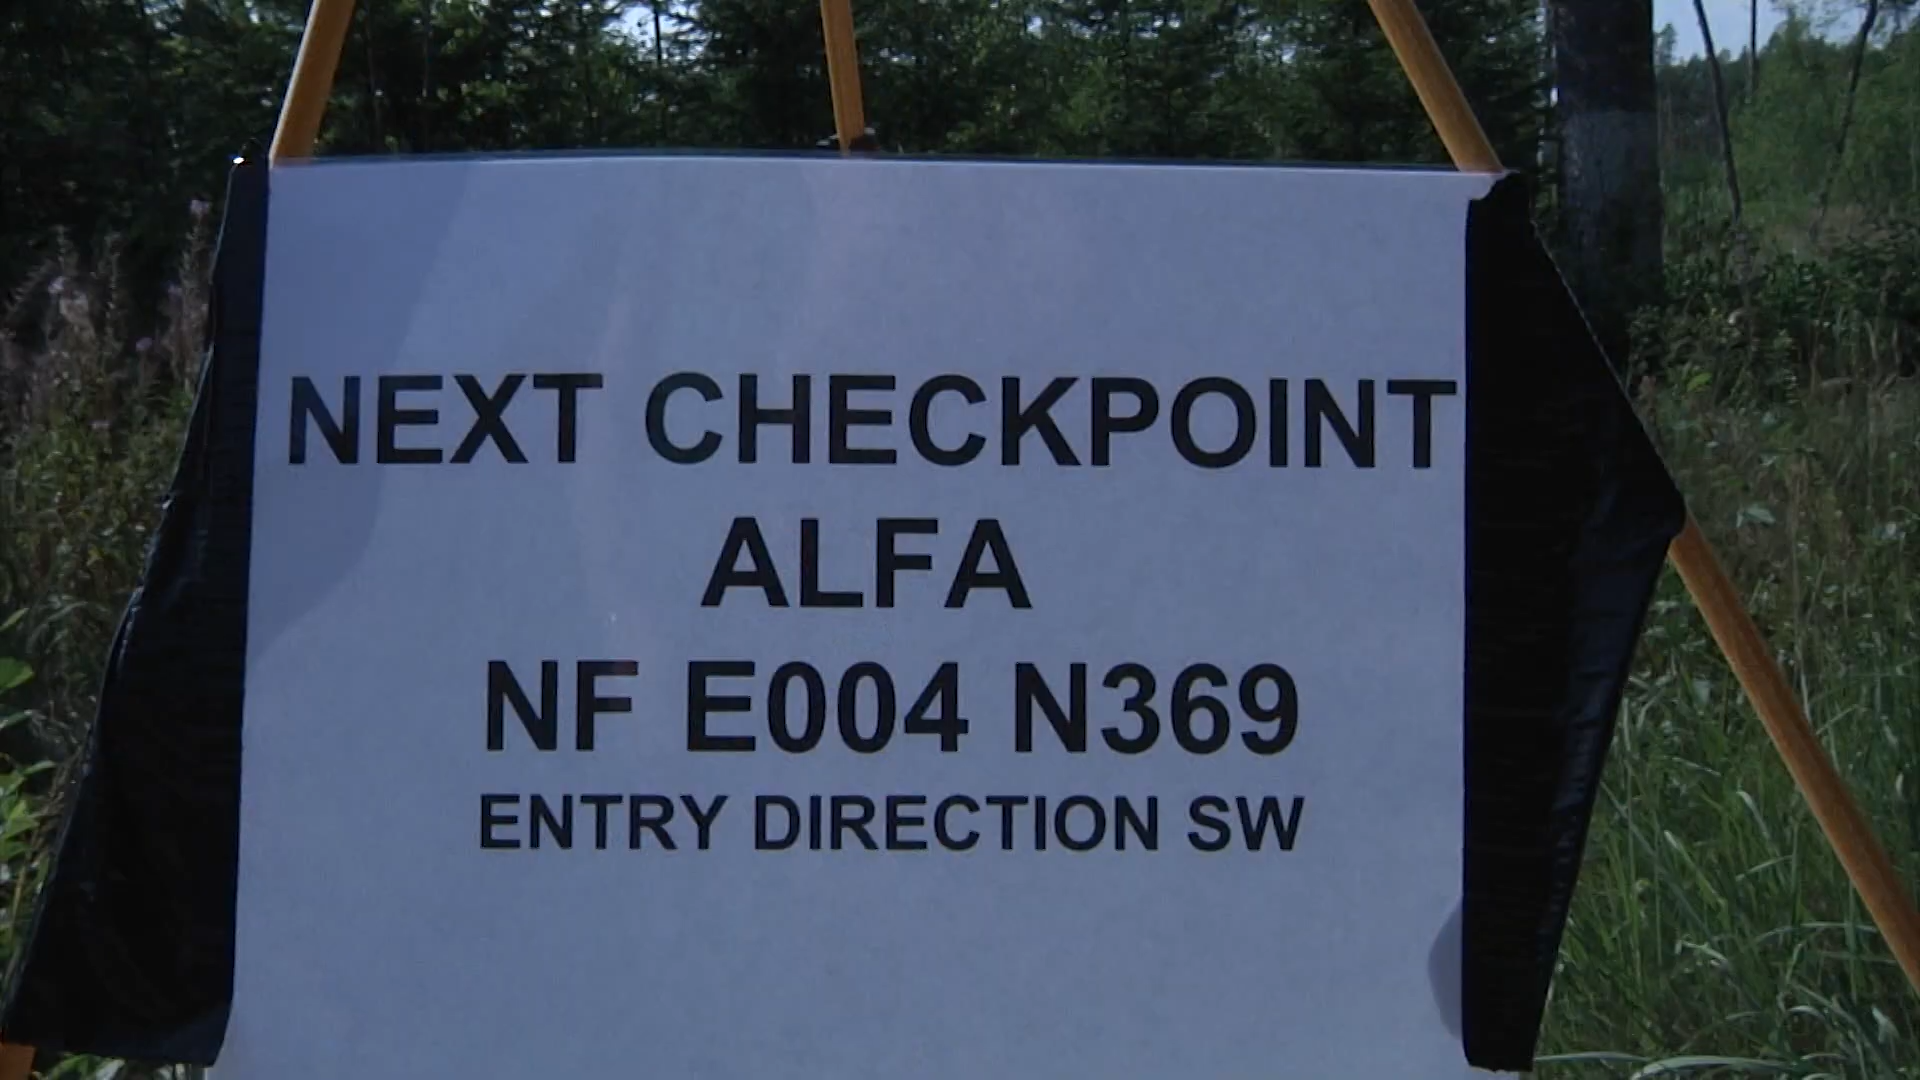 NEXT CHECKPOINT
ALFA
NF E004 N369
ENTRY DIRECTION SW